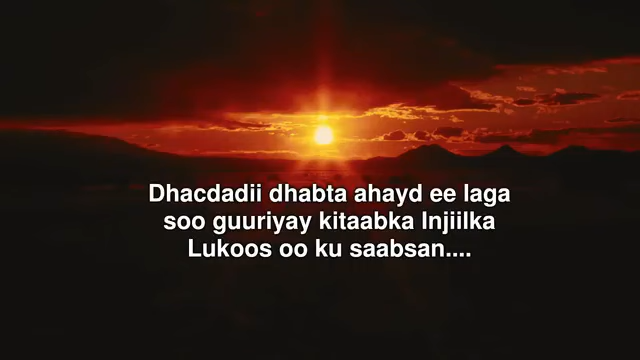 Dhacdadii dhabta ahayd ee laga
soo guuriyay kitaabka Injiilka
Lukoos oo ku saabsan....